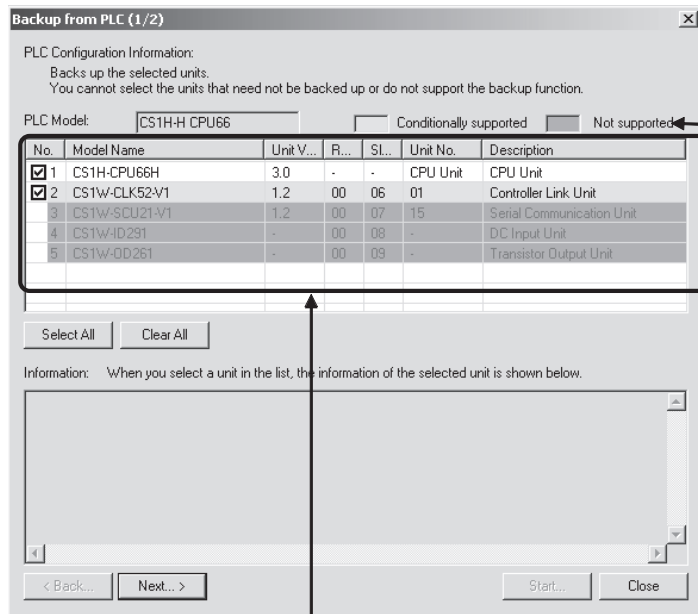 Backup from PLC (1/2)
PLC Configuration Information:
Backs up the selected units.
You cannot select the units that need not be backed up or do not support the backup function.
PLC Model: CS1H-H CPU66 Conditionally supported Not supported
No. Model Name Unit V... R... Sl... Unit No. Description
1 CS1H-CPU66H 3.0 - - CPU Unit CPU Unit
2 CS1W-CLK52-V1 1.2 00 06 01 Controller Link Unit
3 CS1W-SCU21-V1 1.2 00 07 15 Serial Communication Unit
4 CS1W-ID291 - 00 08 - DC Input Unit
5 CS1W-OD261 - 00 09 - Transistor Output Unit
Select All Clear All
Information: When you select a unit in the list, the information of the selected unit is shown below.
< Back... Next... > Start... Close